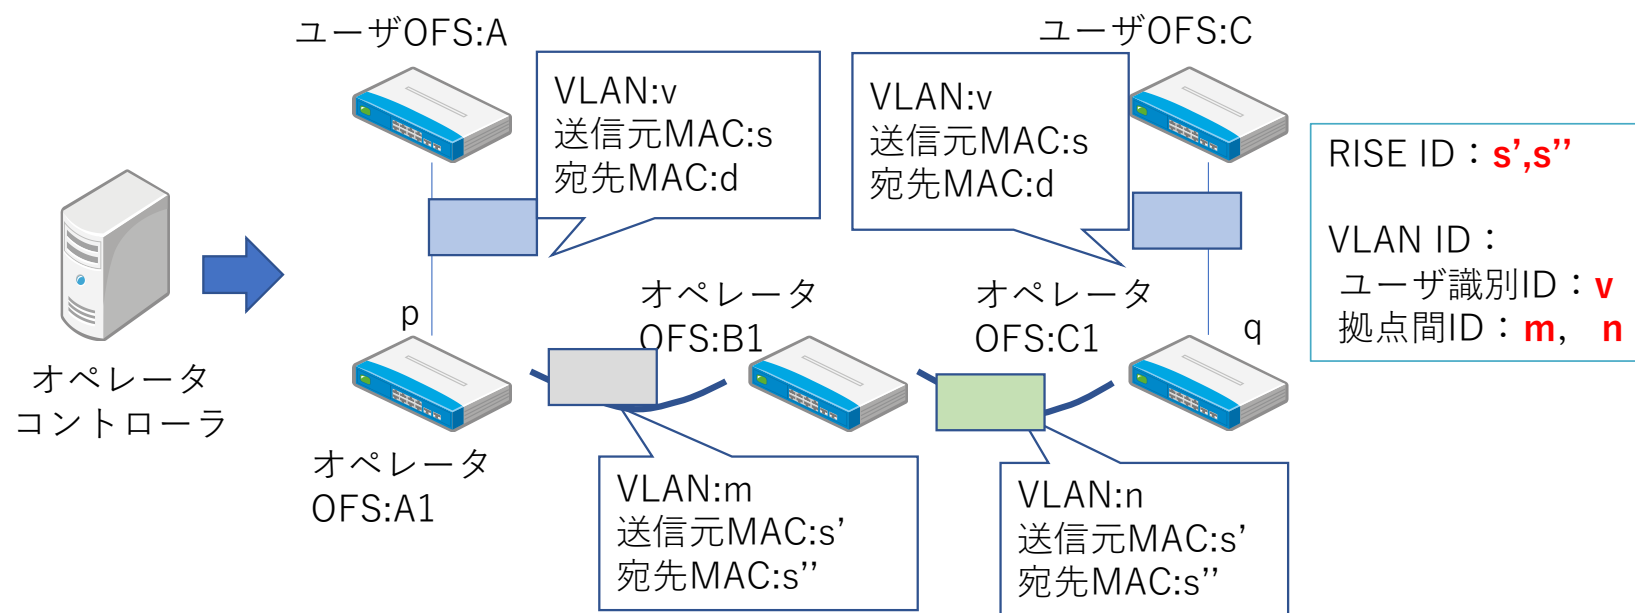 ユーザOFS:A
ユーザOFS:C
VLAN:v
送信元MAC:s
宛先MAC:d
VLAN:v
送信元MAC:s
宛先MAC:d
RISE ID：s’,s’’
VLAN ID：
ユーザ識別ID：v
拠点間ID：m, n
p
オペレータ
OFS:B1
オペレータ
OFS:C1
q
オペレータ
コントローラ
オペレータ
OFS:A1
VLAN:m
送信元MAC:s’
宛先MAC:s’’
VLAN:n
送信元MAC:s’
宛先MAC:s’’